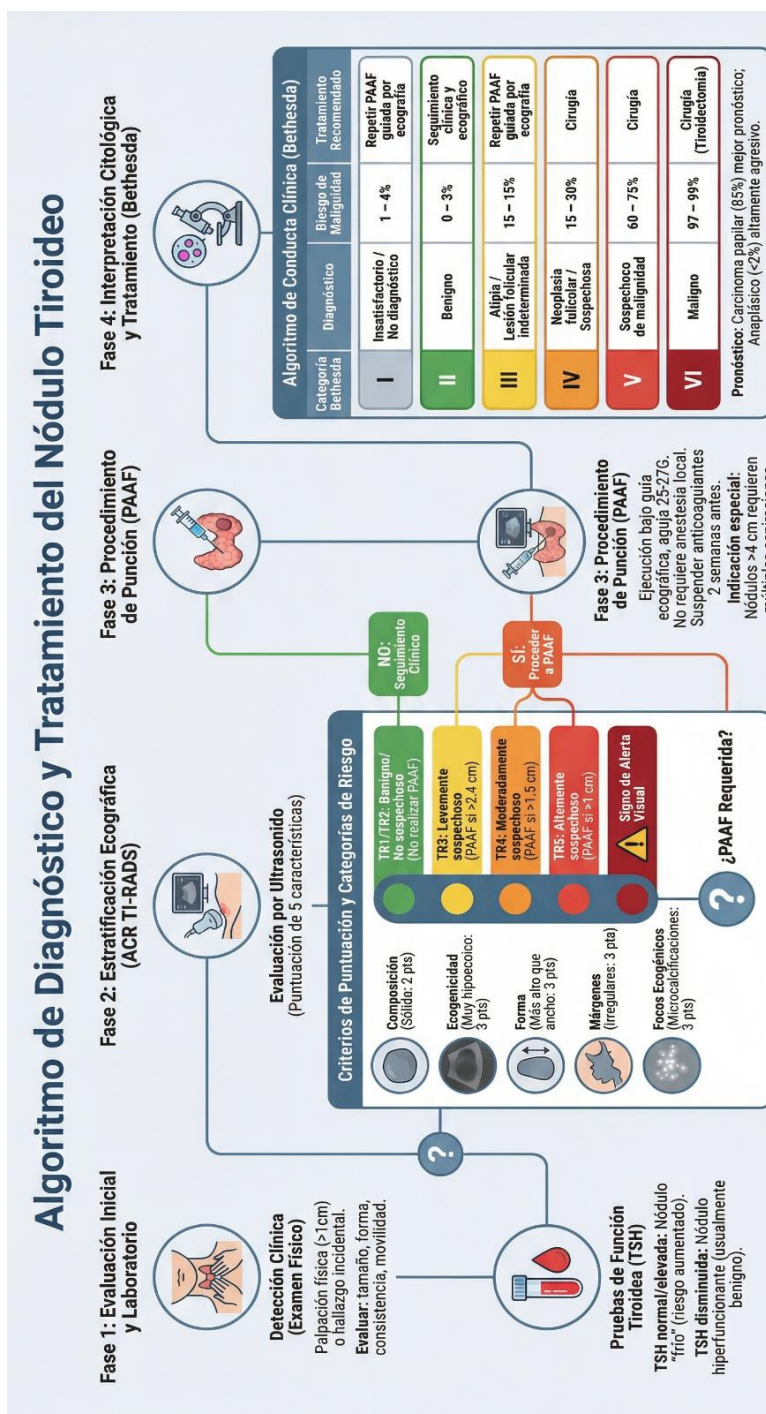 Algoritmo de Diagnóstico y Tratamiento del Nódulo Tiroideo
Fase 1: Evaluación Inicial
y Laboratorio
Detección Clínica
(Examen Físico)
Palpación física (>1cm)
o hallazgo incidental.
Evaluar: tamaño, forma,
consistencia, movilidad.
Pruebas de Función
Tiroidea (TSH)
TSH normal/elevada: Nódulo
"frío" (riesgo aumentado).
TSH disminuida: Nódulo
hiperfuncionante (usualmente
benigno).
?
Fase 2: Estratificación Ecográfica
(ACR TI-RADS)
Evaluación por Ultrasonido
(Puntuación de 5 características)
Criterios de Puntuación y Categorías de Riesgo
Composición
(Sólido: 2 pts)
Ecogenicidad
(Muy hipoecoico:
3 pts)
Forma
(Más alto que
ancho: 3 pts)
Márgenes
(irregulares: 3 pta)
Focos Ecogénicos
(Microcalcificaciones:
3 pts)
TR1/TR2: Banigno/
No sospechoso
(No realizar PAAF)
TR3: Levemente
sospechoso
(PAAF si >2.4 cm)
TR4: Moderadamente
sospechoso
(PAAF si >1.5 cm)
TR5: Altemente
sospechoso
(PAAF si >1 cm)
Signo de Alerta
Visual
?
¿PAAF Requerida?
NO:
Seguimiento
Clínico
SÍ:
Proceder
a PAAF
Fase 3: Procedimiento
de Punción (PAAF)
Fase 3: Procedimiento
de Punción (PAAF)
Ejecución bajo guía
ecográfica, aguja 25-27G.
No requiere anestesia local.
Suspender anticoaguiantes
2 semanas antes.
Indicación especial:
Nódulos >4 cm requieren
Fase 4: Interpretación Citológica
y Tratamiento (Bethesda)
Algoritmo de Conducta Clínica (Bethesda)
Categoría
Bethesda
Diagnóstico
Biesgo de
Maliguidad
Tratamiento
Recomendado
I
Insatisfactorio /
No diagnóstico
1 – 4%
Repetir PAAF
guiada por
ecografía
II
Benigno
0 – 3%
Sequimiento
clínica y
ecográfico
III
Atipia /
Lesión folicular
indeterminada
15 – 15%
Repetir PAAF
guiada por
ecografía
IV
Neoplasia
fulicular /
Sospechosa
15 – 30%
Cirugía
V
Sospechoco
de malignidad
60 – 75%
Cirugía
VI
Maligno
97 – 99%
Cirugía
(Tiroidectomia)
Pronóstico: Carcinoma papilar (85%) mejor pronóstico;
Anaplásico (<2%) altamente agresivo.